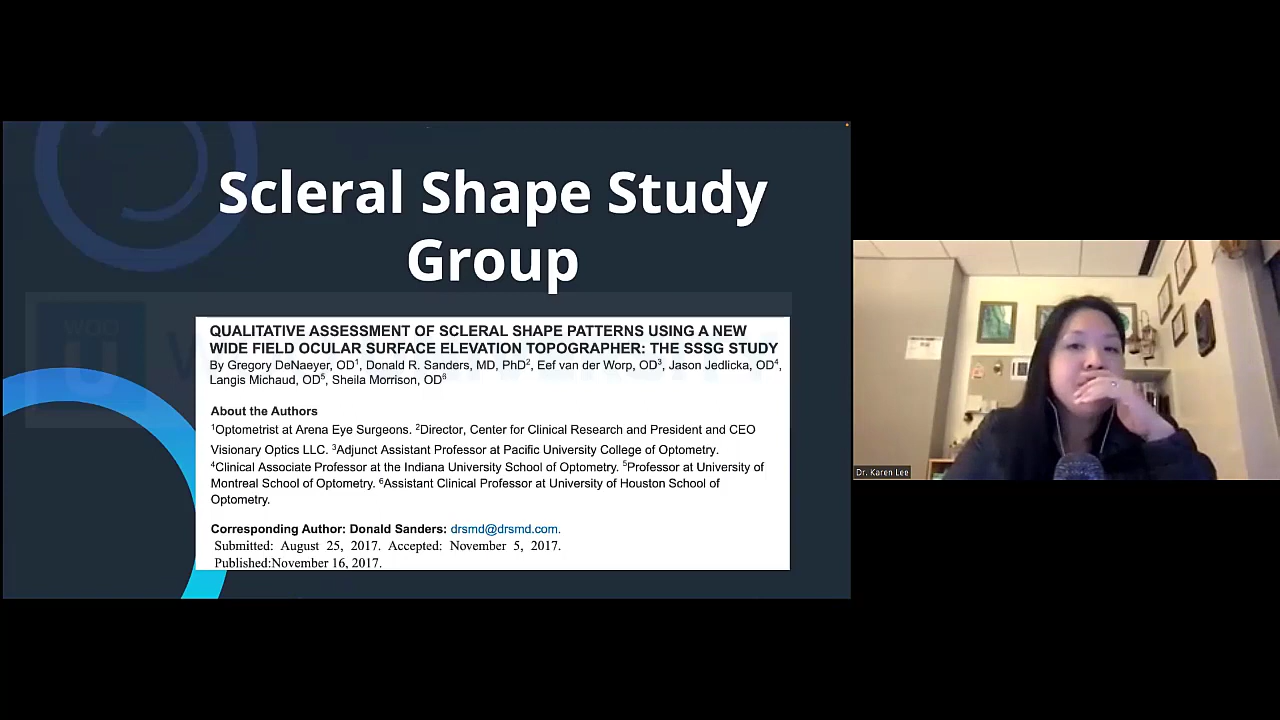 Scleral Shape Study
Group
QUALITATIVE ASSESSMENT OF SCLERAL SHAPE PATTERNS USING A NEW
WIDE FIELD OCULAR SURFACE ELEVATION TOPOGRAPHER: THE SSSG STUDY
By Gregory DeNaeyer, OD1, Donald R. Sanders, MD, PhD2, Eef van der Worp, OD3, Jason Jedlicka, OD4,
Langis Michaud, OD5, Sheila Morrison, OD6
About the Authors
1Optometrist at Arena Eye Surgeons. 2Director, Center for Clinical Research and President and CEO
Visionary Optics LLC. 3Adjunct Assistant Professor at Pacific University College of Optometry.
4Clinical Associate Professor at the Indiana University School of Optometry. 5Professor at University of
Montreal School of Optometry. 6Assistant Clinical Professor at University of Houston School of
Optometry.
Corresponding Author: Donald Sanders: drsmd@drsmd.com.
Submitted: August 25, 2017. Accepted: November 5, 2017.
Published:November 16, 2017.
WOO
U
Dr. Karen Lee